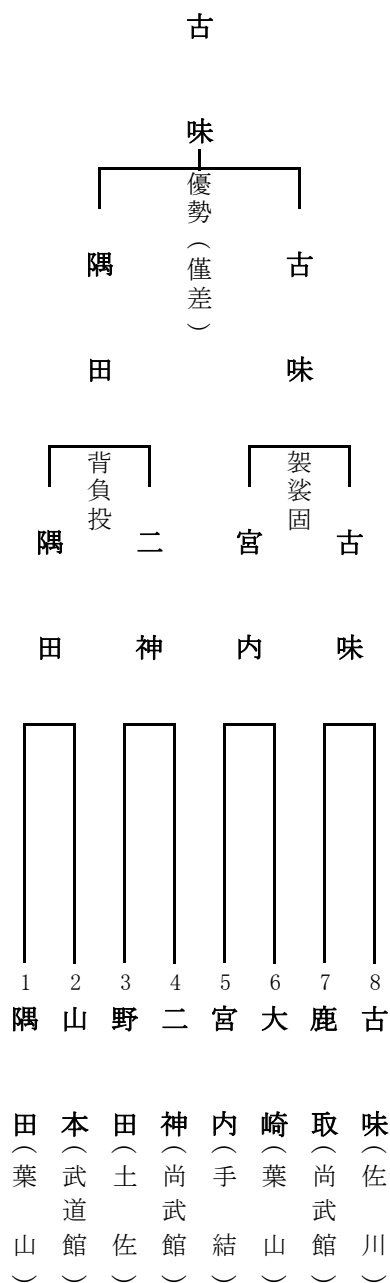 古味
優勢（僅差）
隅田
古味
背負投
袈裟固
隅田
二神
宮内
古味
1
2
3
4
5
6
7
8
隅田（葉山）
山本（武道館）
野田（土佐）
二神（尚武館）
宮内（手結）
大崎（葉山）
鹿取（尚武館）
古味（佐川）